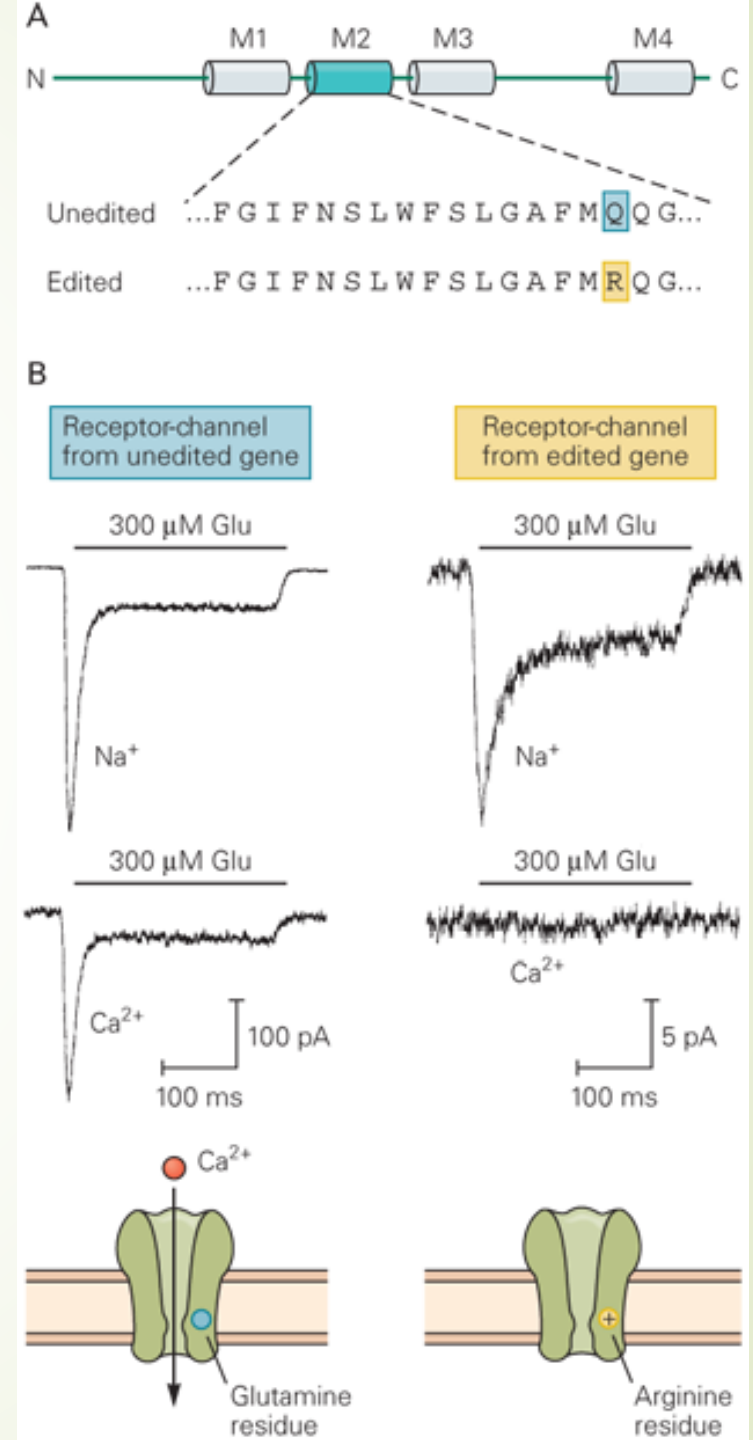 A
M1 M2 M3 M4
N C
Unedited ...F G I F N S L W F S L G A F M Q Q G...
Edited ...F G I F N S L W F S L G A F M R Q G...
B
Receptor-channel
from unedited gene
Receptor-channel
from edited gene
300 μM Glu
300 μM Glu
Na⁺
Na⁺
300 μM Glu
300 μM Glu
Ca²⁺
100 pA
100 ms
Ca²⁺
5 pA
100 ms
Ca²⁺
Glutamine
residue
+
Arginine
residue